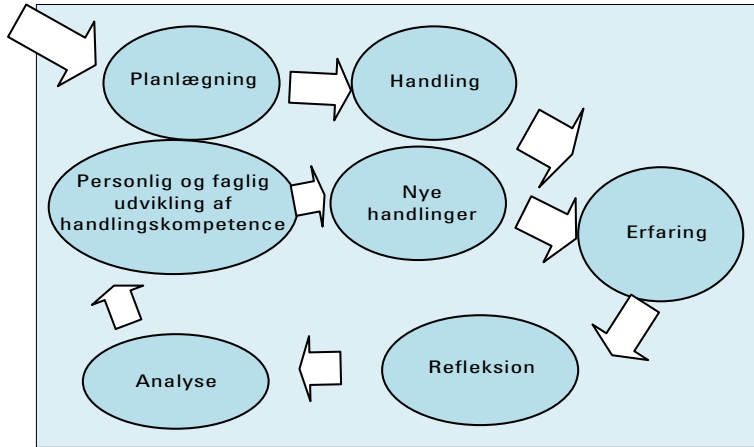 Planlægning
Handling
Personlig og faglig
udvikling af
handlingskompetence
Nye
handlinger
Erfaring
Refleksion
Analyse